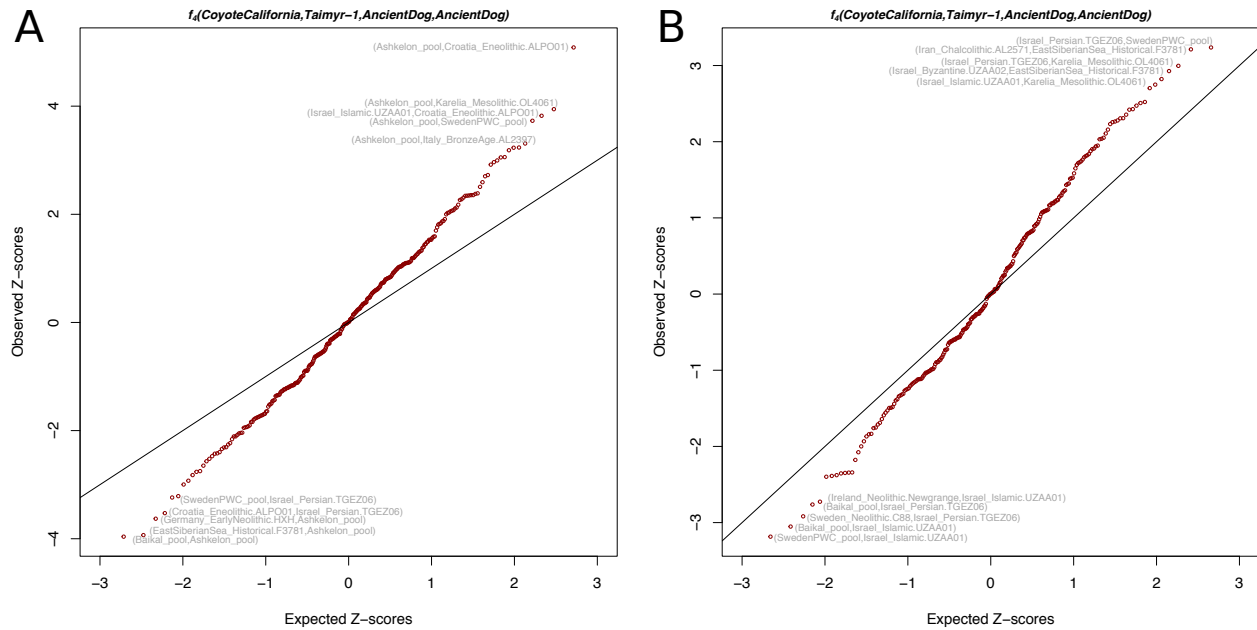 A
f4(CoyoteCalifornia,Taimyr-1,AncientDog,AncientDog)
(Ashkelon_pool,Croatia_Eneolithic.ALPO01)
(Ashkelon_pool,Karelia_Mesolithic.OL4061)
(Israel_Islamic.UZAA01,Croatia_Eneolithic.ALPO01)
(Ashkelon_pool,SwedenPWC_pool)
(Ashkelon_pool,Italy_BronzeAge.AL2397)
(SwedenPWC_pool,Israel_Persian.TGEZ06)
(Croatia_Eneolithic.ALPO01,Israel_Persian.TGEZ06)
(Germany_EarlyNeolithic.HXH,Ashkelon_pool)
(EastSiberianSea_Historical.F3781,Ashkelon_pool)
(Baikal_pool,Ashkelon_pool)
Observed Z-scores
4
2
0
−2
−4
−3 −2 −1 0 1 2 3
Expected Z-scores
B
f4(CoyoteCalifornia,Taimyr-1,AncientDog,AncientDog)
(Israel_Persian.TGEZ06,SwedenPWC_pool)
(Iran_Chalcolithic.AL2571,EastSiberianSea_Historical.F3781)
(Israel_Persian.TGEZ06,Karelia_Mesolithic.OL4061)
(Israel_Byzantine.UZAA02,EastSiberianSea_Historical.F3781)
(Israel_Islamic.UZAA01,Karelia_Mesolithic.OL4061)
(Ireland_Neolithic.Newgrange,Israel_Islamic.UZAA01)
(Baikal_pool,Israel_Persian.TGEZ06)
(Sweden_Neolithic.C88,Israel_Persian.TGEZ06)
(Baikal_pool,Israel_Islamic.UZAA01)
(SwedenPWC_pool,Israel_Islamic.UZAA01)
Observed Z-scores
3
2
1
0
−1
−2
−3
−3 −2 −1 0 1 2 3
Expected Z-scores